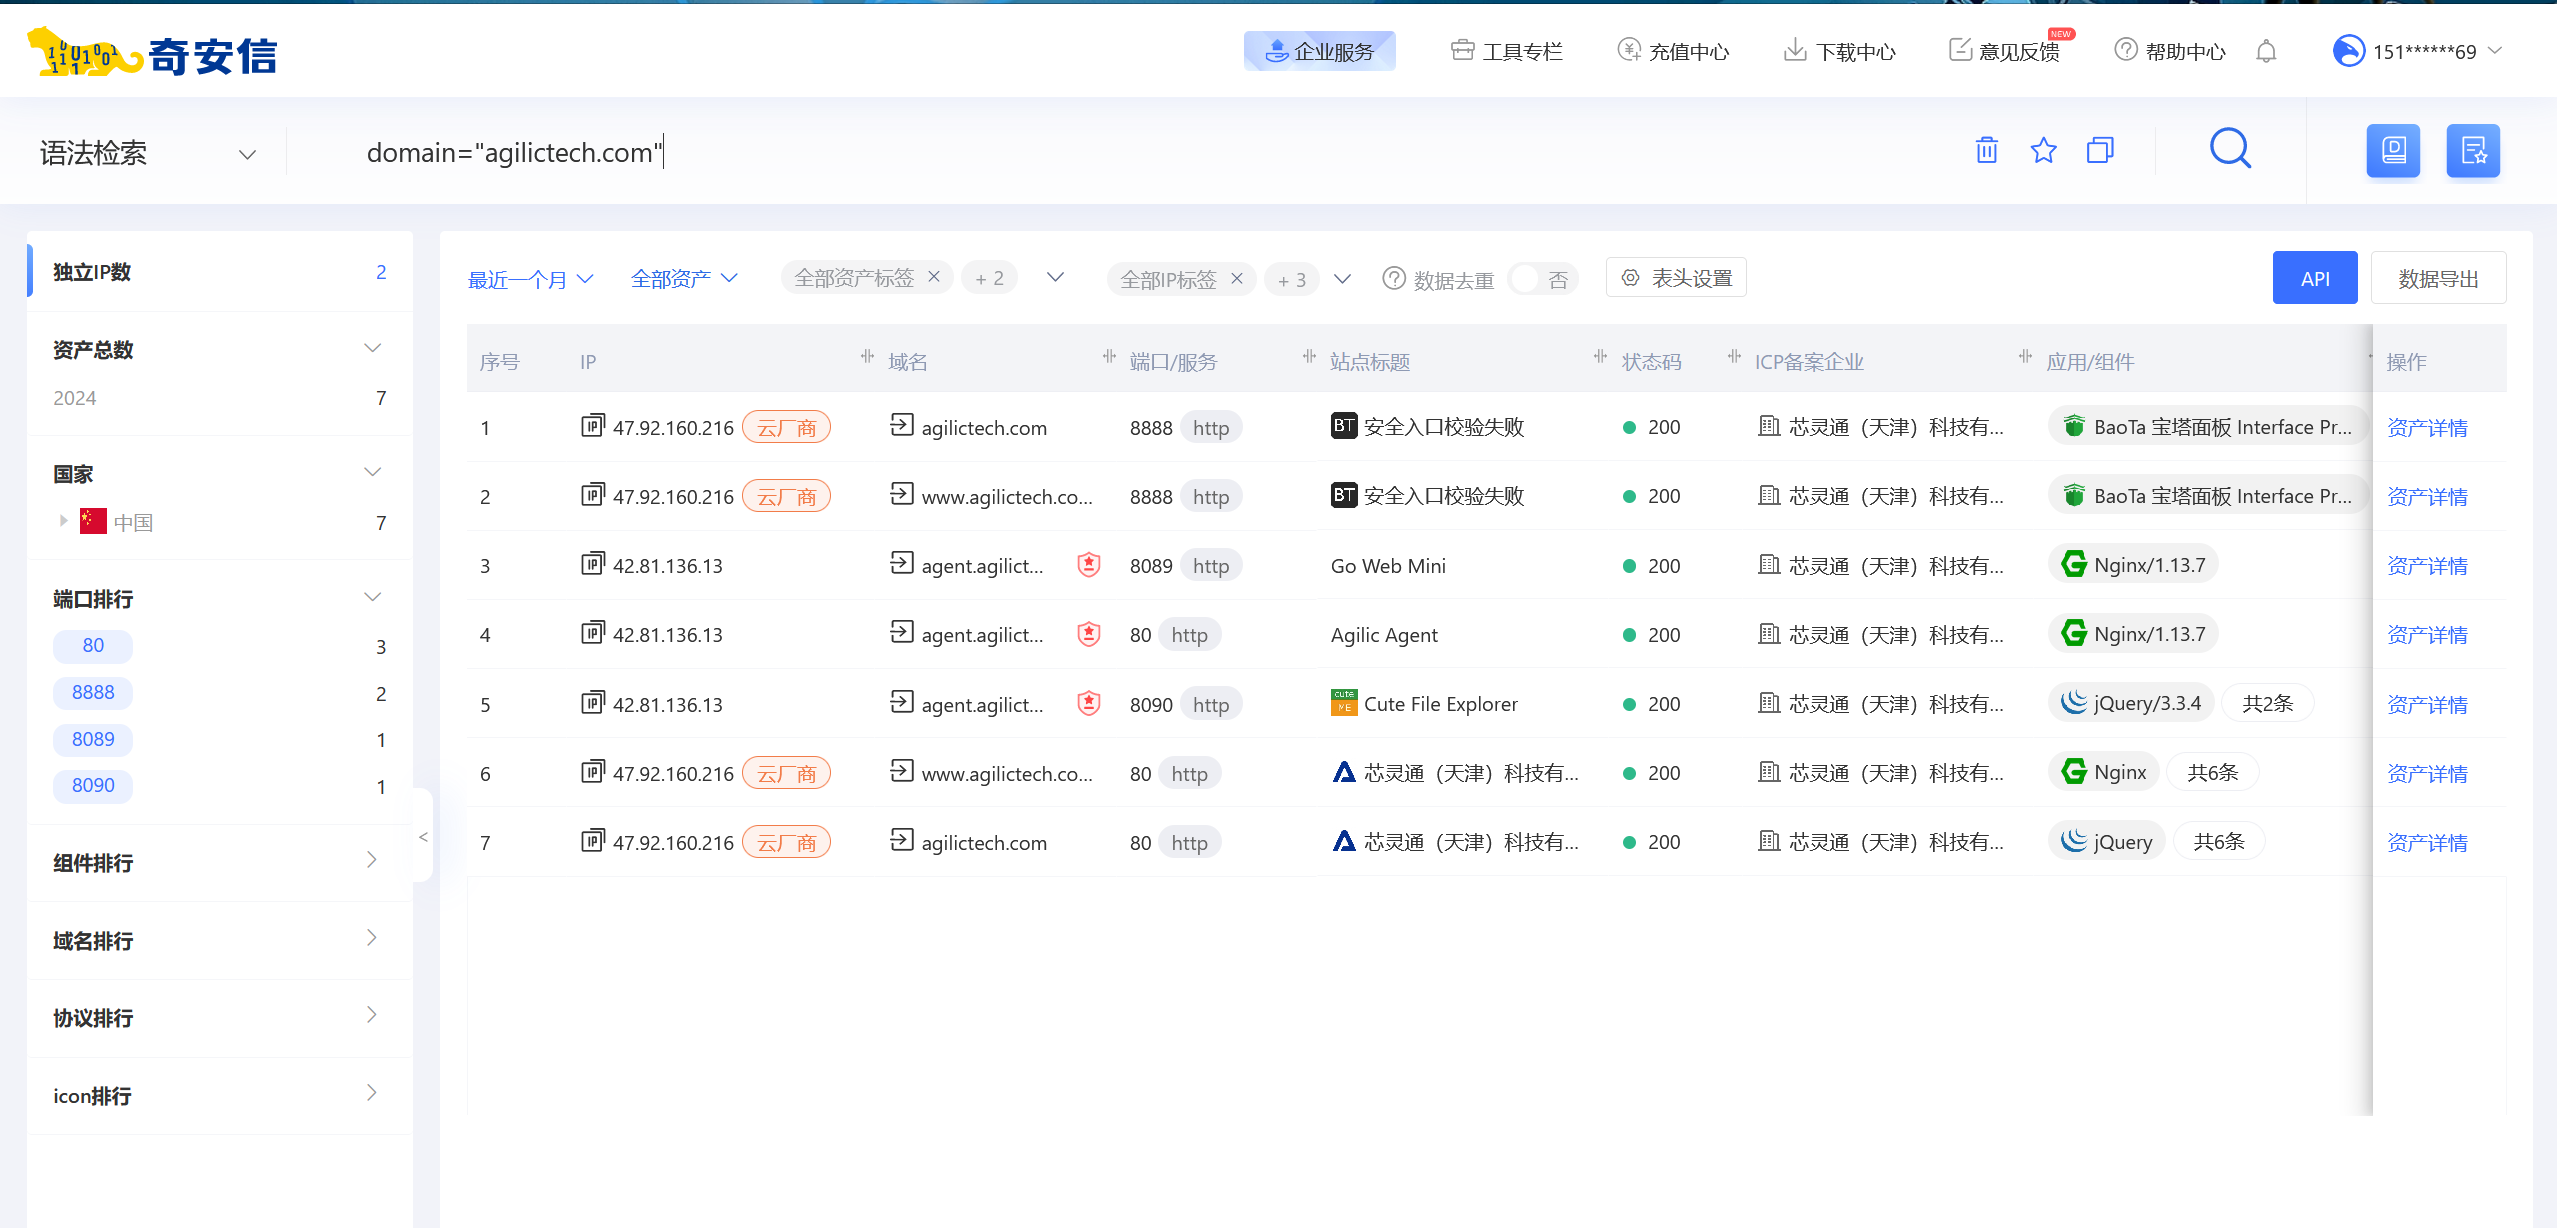 奇安信
企业服务
工具专栏
充值中心
下载中心
意见反馈
NEW
帮助中心
151******69
语法检索
domain="agilictech.com"
独立IP数 2
资产总数
2024 7
国家
中国 7
端口排行
80 3
8888 2
8089 1
8090 1
组件排行
域名排行
协议排行
icon排行
<
最近一个月 全部资产 全部资产标签 × + 2 全部IP标签 × + 3 数据去重 否 表头设置 API 数据导出
序号 IP 域名 端口/服务 站点标题 状态码 ICP备案企业 应用/组件 操作
1 IP 47.92.160.216 云厂商 agilictech.com 8888 http BT 安全入口校验失败 200 芯灵通（天津）科技有... BaoTa 宝塔面板 Interface Pr... 资产详情
2 IP 47.92.160.216 云厂商 www.agilictech.co... 8888 http BT 安全入口校验失败 200 芯灵通（天津）科技有... BaoTa 宝塔面板 Interface Pr... 资产详情
3 IP 42.81.136.13 agent.agilict... 8089 http Go Web Mini 200 芯灵通（天津）科技有... Nginx/1.13.7 资产详情
4 IP 42.81.136.13 agent.agilict... 80 http Agilic Agent 200 芯灵通（天津）科技有... Nginx/1.13.7 资产详情
5 IP 42.81.136.13 agent.agilict... 8090 http cute ME Cute File Explorer 200 芯灵通（天津）科技有... jQuery/3.3.4 共2条 资产详情
6 IP 47.92.160.216 云厂商 www.agilictech.co... 80 http 芯灵通（天津）科技有... 200 芯灵通（天津）科技有... Nginx 共6条 资产详情
7 IP 47.92.160.216 云厂商 agilictech.com 80 http 芯灵通（天津）科技有... 200 芯灵通（天津）科技有... jQuery 共6条 资产详情